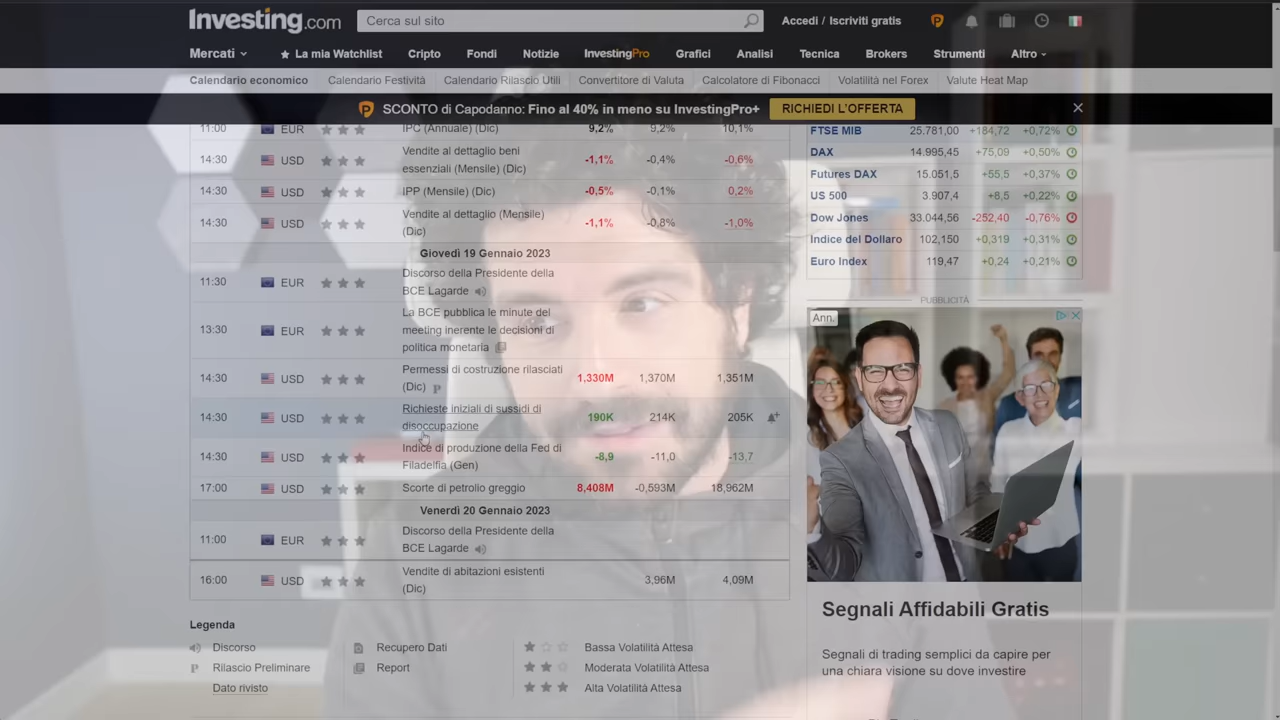 Investing.com
Cerca sul sito
Accedi / Iscriviti gratis
Mercati
La mia Watchlist
Cripto
Fondi
Notizie
InvestingPro
Grafici
Analisi
Tecnica
Brokers
Strumenti
Altro
Calendario economico
Calendario Festività
Calendario Rilascio Utili
Convertitore di Valuta
Calcolatore di Fibonacci
Volatilità nel Forex
Valute Heat Map
SCONTO di Capodanno: Fino al 40% in meno su InvestingPro+
RICHIEDI L'OFFERTA
11:00 EUR IPC (Annuale) (Dic) 9,2% 9,2% 10,1%
14:30 USD Vendite al dettaglio beni
essenziali (Mensile) (Dic) -1,1% -0,4% -0,6%
14:30 USD IPP (Mensile) (Dic) -0,5% -0,1% 0,2%
14:30 USD Vendite al dettaglio (Mensile)
(Dic) -1,1% -0,8% -1,0%
Giovedì 19 Gennaio 2023
11:30 EUR Discorso della Presidente della
BCE Lagarde
13:30 EUR La BCE pubblica le minute del
meeting inerente le decisioni di
politica monetaria
14:30 USD Permessi di costruzione rilasciati
(Dic) 1,330M 1,370M 1,351M
14:30 USD Richieste iniziali di sussidi di
disoccupazione 190K 214K 205K
14:30 USD Indice di produzione della Fed di
Filadelfia (Gen) -8,9 -11,0 -13,7
17:00 USD Scorte di petrolio greggio 8,408M -0,593M 18,962M
Venerdì 20 Gennaio 2023
11:00 EUR Discorso della Presidente della
BCE Lagarde
16:00 USD Vendite di abitazioni esistenti
(Dic) 3,96M 4,09M
Legenda
Discorso
Rilascio Preliminare
Dato rivisto
Recupero Dati
Report
Bassa Volatilità Attesa
Moderata Volatilità Attesa
Alta Volatilità Attesa
FTSE MIB 25.781,00 +184,72 +0,72%
DAX 14.995,45 +75,09 +0,50%
Futures DAX 15.051,5 +55,5 +0,37%
US 500 3.907,4 +8,5 +0,22%
Dow Jones 33.044,56 -252,40 -0,76%
Indice del Dollaro 102,150 +0,319 +0,31%
Euro Index 119,47 +0,24 +0,21%
PUBBLICITÀ
Ann.
Segnali Affidabili Gratis
Segnali di trading semplici da capire per
una chiara visione su dove investire